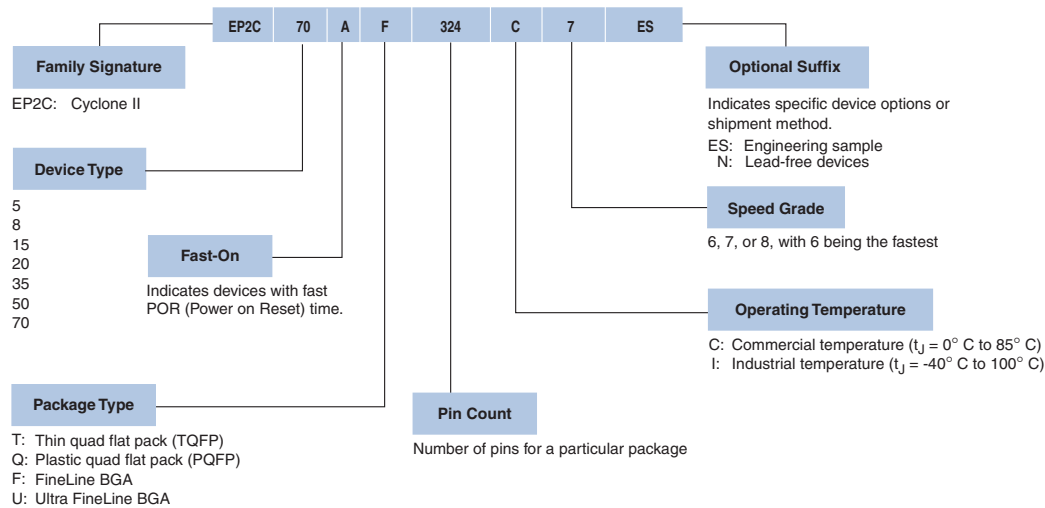 EP2C 70 A F 324 C 7 ES
Family Signature
EP2C: Cyclone II
Device Type
5
8
15
20
35
50
70
Fast-On
Indicates devices with fast
POR (Power on Reset) time.
Package Type
T: Thin quad flat pack (TQFP)
Q: Plastic quad flat pack (PQFP)
F: FineLine BGA
U: Ultra FineLine BGA
Pin Count
Number of pins for a particular package
Optional Suffix
Indicates specific device options or
shipment method.
ES: Engineering sample
N: Lead-free devices
Speed Grade
6, 7, or 8, with 6 being the fastest
Operating Temperature
C: Commercial temperature (tJ = 0° C to 85° C)
I: Industrial temperature (tJ = -40° C to 100° C)